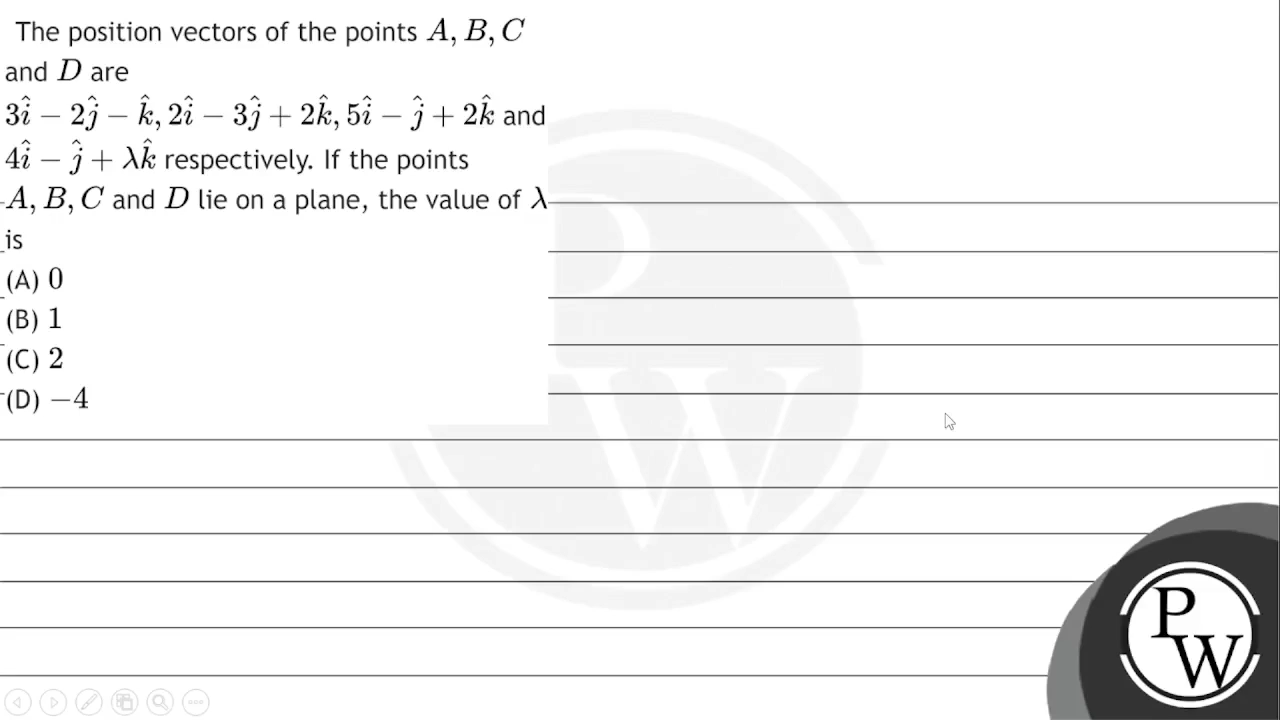 The position vectors of the points A, B, C
and D are
3î − 2ĵ − k̂, 2î − 3ĵ + 2k̂, 5î − ĵ + 2k̂ and
4î − ĵ + λk̂ respectively. If the points
A, B, C and D lie on a plane, the value of λ
is
(A) 0
(B) 1
(C) 2
(D) −4
P
W
P
W